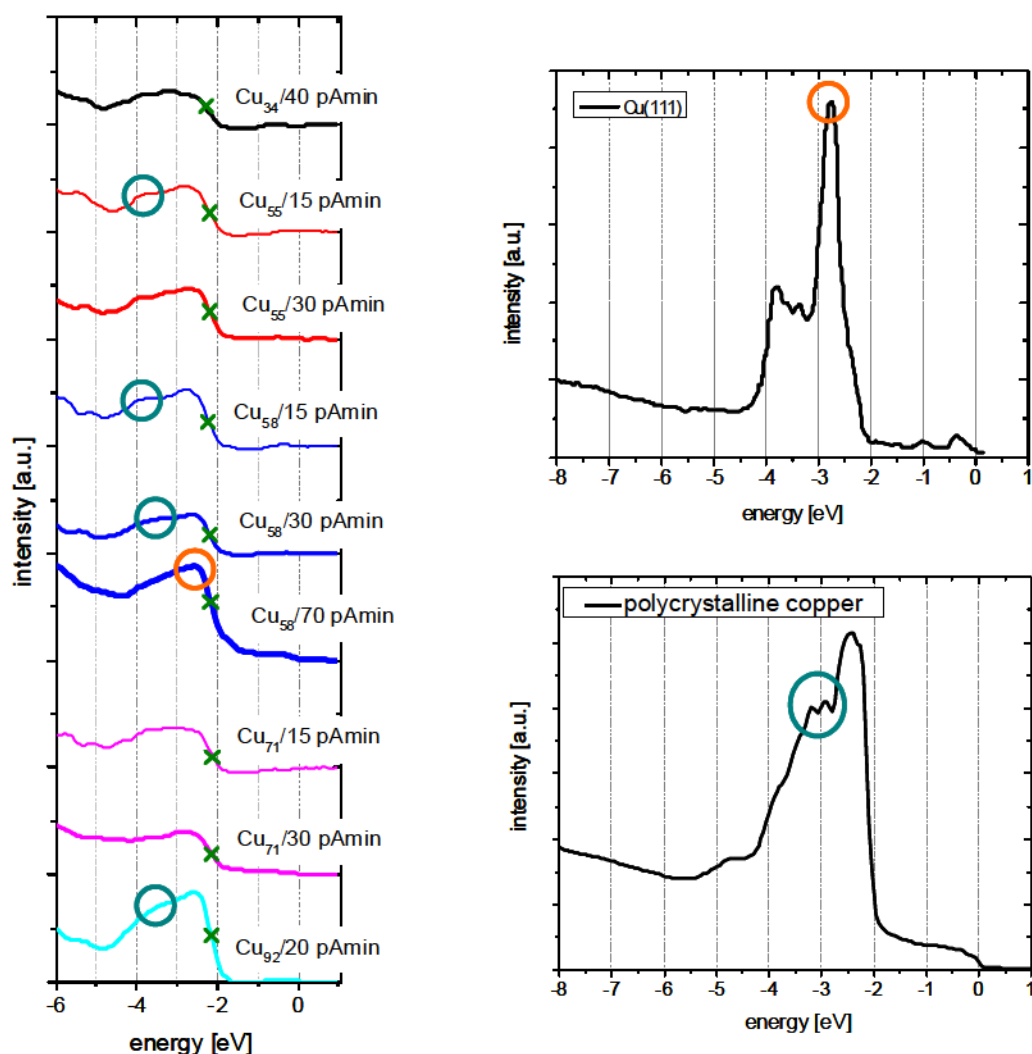 intensity [a.u.]
Cu34/40 pAmin
Cu55/15 pAmin
Cu55/30 pAmin
Cu58/15 pAmin
Cu58/30 pAmin
Cu58/70 pAmin
Cu71/15 pAmin
Cu71/30 pAmin
Cu92/20 pAmin
-6 -4 -2 0
energy [eV]
Cu(111)
intensity [a.u.]
-8 -7 -6 -5 -4 -3 -2 -1 0 1
energy [eV]
polycrystalline copper
intensity [a.u.]
-8 -7 -6 -5 -4 -3 -2 -1 0 1
energy [eV]